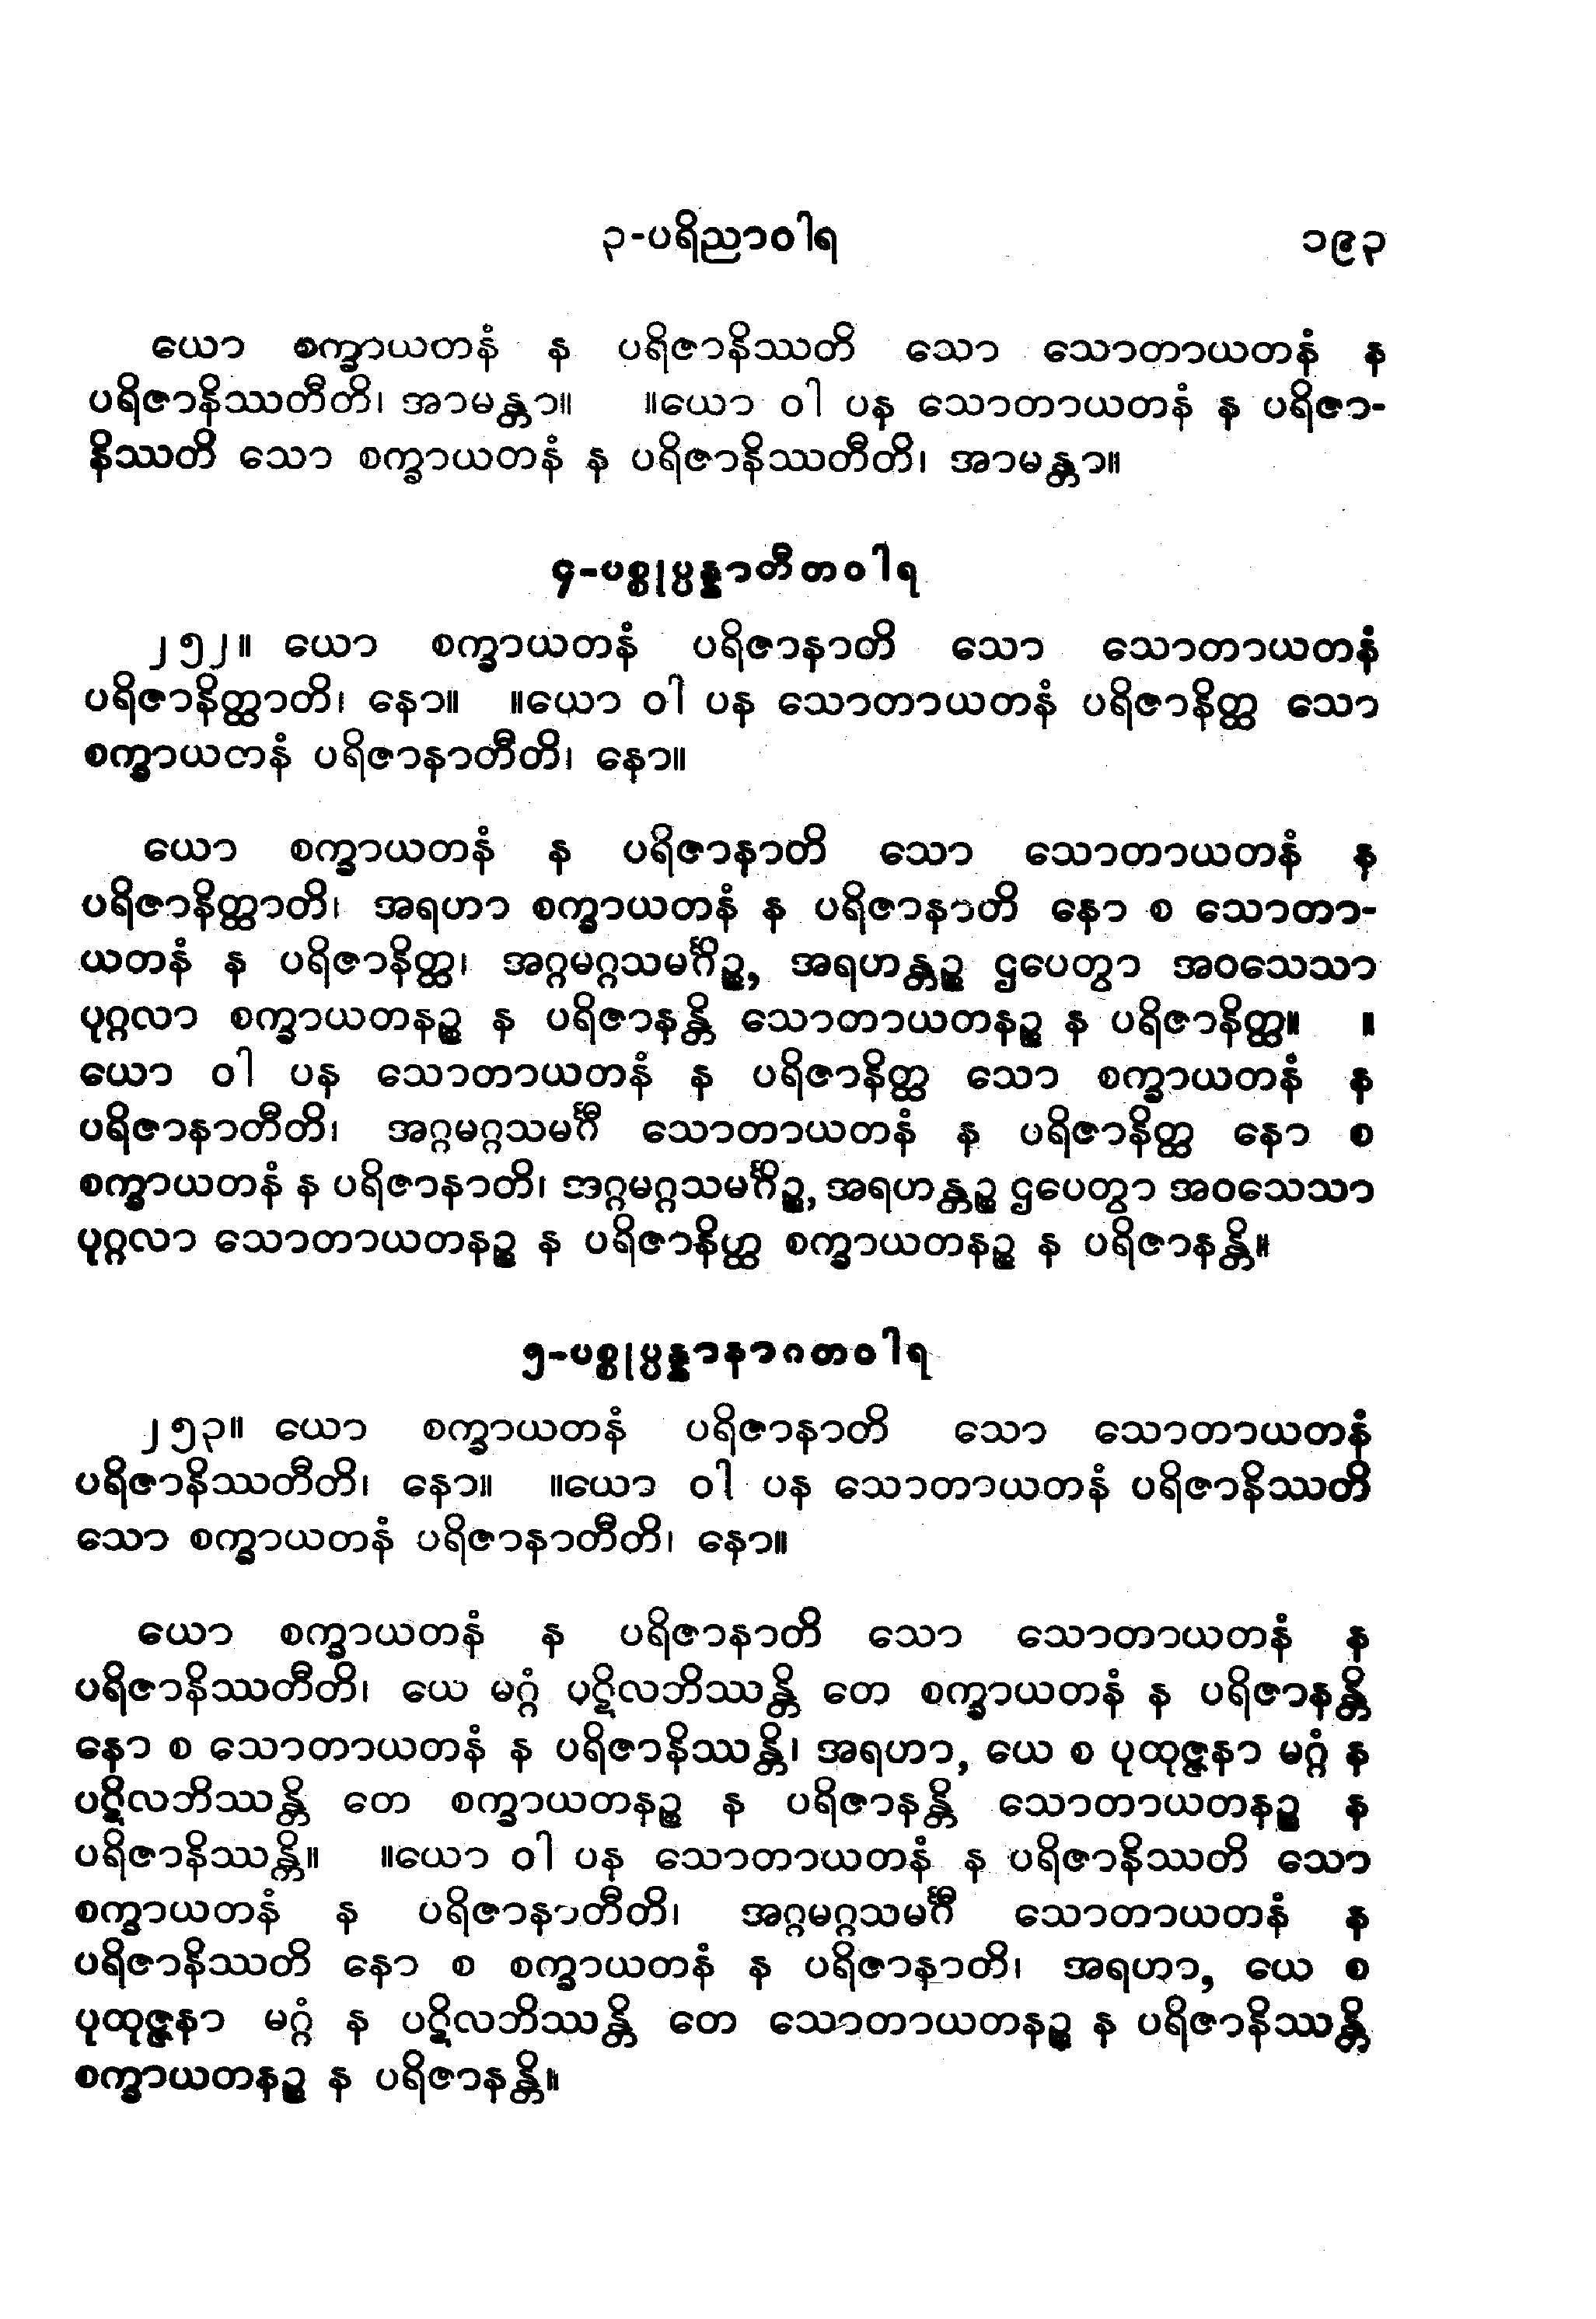 ၃-ပရိညာဝါရ ၁၉၃
ယော စက္ခာယတနံ န ပရိဇာနိဿတိ သော သောတာယတနံ န
ပရိဇာနိဿတီတိ၊ အာမန္တာ။ ။ယော ဝါ ပန သောတာယတနံ န ပရိဇာ-
နိဿတိ သော စက္ခာယတနံ န ပရိဇာနိဿတီတိ၊ အာမန္တာ။
၄-ပစ္စုပ္ပန္နာတီတဝါရ
၂၅၂။ ယော စက္ခာယတနံ ပရိဇာနာတိ သော သောတာယတနံ
ပရိဇာနိတ္ထာတိ၊ နော။ ။ယော ဝါ ပန သောတာယတနံ ပရိဇာနိတ္ထ သော
စက္ခာယတနံ ပရိဇာနာတီတိ၊ နော။
ယော စက္ခာယတနံ န ပရိဇာနာတိ သော သောတာယတနံ န
ပရိဇာနိတ္ထာတိ၊ အရဟာ စက္ခာယတနံ န ပရိဇာနာတိ နော စ သောတာ-
ယတနံ န ပရိဇာနိတ္ထ၊ အဂ္ဂမဂ္ဂသမင်္ဂိဉ္စ, အရဟန္တဉ္စ ဌပေတွာ အဝသေသာ
ပုဂ္ဂလာ စက္ခာယတနဉ္စ န ပရိဇာနန္တိ သောတာယတနဉ္စ န ပရိဇာနိတ္ထ။ ။
ယော ဝါ ပန သောတာယတနံ န ပရိဇာနိတ္ထ သော စက္ခာယတနံ န
ပရိဇာနာတီတိ၊ အဂ္ဂမဂ္ဂသမင်္ဂီ သောတာယတနံ န ပရိဇာနိတ္ထ နော စ
စက္ခာယတနံ န ပရိဇာနာတိ၊ အဂ္ဂမဂ္ဂသမင်္ဂိဉ္စ, အရဟန္တဉ္စ ဌပေတွာ အဝသေသာ
ပုဂ္ဂလာ သောတာယတနဉ္စ န ပရိဇာနိတ္ထ စက္ခာယတနဉ္စ န ပရိဇာနန္တိ။
၅-ပစ္စုပ္ပန္နာနာဂတဝါရ
၂၅၃။ ယော စက္ခာယတနံ ပရိဇာနာတိ သော သောတာယတနံ
ပရိဇာနိဿတီတိ၊ နော။ ။ယော ဝါ ပန သောတာယတနံ ပရိဇာနိဿတိ
သော စက္ခာယတနံ ပရိဇာနာတီတိ၊ နော။
ယော စက္ခာယတနံ န ပရိဇာနာတိ သော သောတာယတနံ န
ပရိဇာနိဿတီတိ၊ ယေ မဂ္ဂံ ပဋိလဘိဿန္တိ တေ စက္ခာယတနံ န ပရိဇာနန္တိ
နော စ သောတာယတနံ န ပရိဇာနိဿန္တိ၊ အရဟာ, ယေ စ ပုထုဇ္ဇနာ မဂ္ဂံ န
ပဋိလဘိဿန္တိ တေ စက္ခာယတနဉ္စ န ပရိဇာနန္တိ သောတာယတနဉ္စ န
ပရိဇာနိဿန္တိ။ ။ယော ဝါ ပန သောတာယတနံ န ပရိဇာနိဿတိ သော
စက္ခာယတနံ န ပရိဇာနာတီတိ၊ အဂ္ဂမဂ္ဂသမင်္ဂီ သောတာယတနံ န
ပရိဇာနိဿတိ နော စ စက္ခာယတနံ န ပရိဇာနာတိ၊ အရဟာ, ယေ စ
ပုထုဇ္ဇနာ မဂ္ဂံ န ပဋိလဘိဿန္တိ တေ သောတာယတနဉ္စ န ပရိဇာနိဿန္တိ
စက္ခာယတနဉ္စ န ပရိဇာနန္တိ။